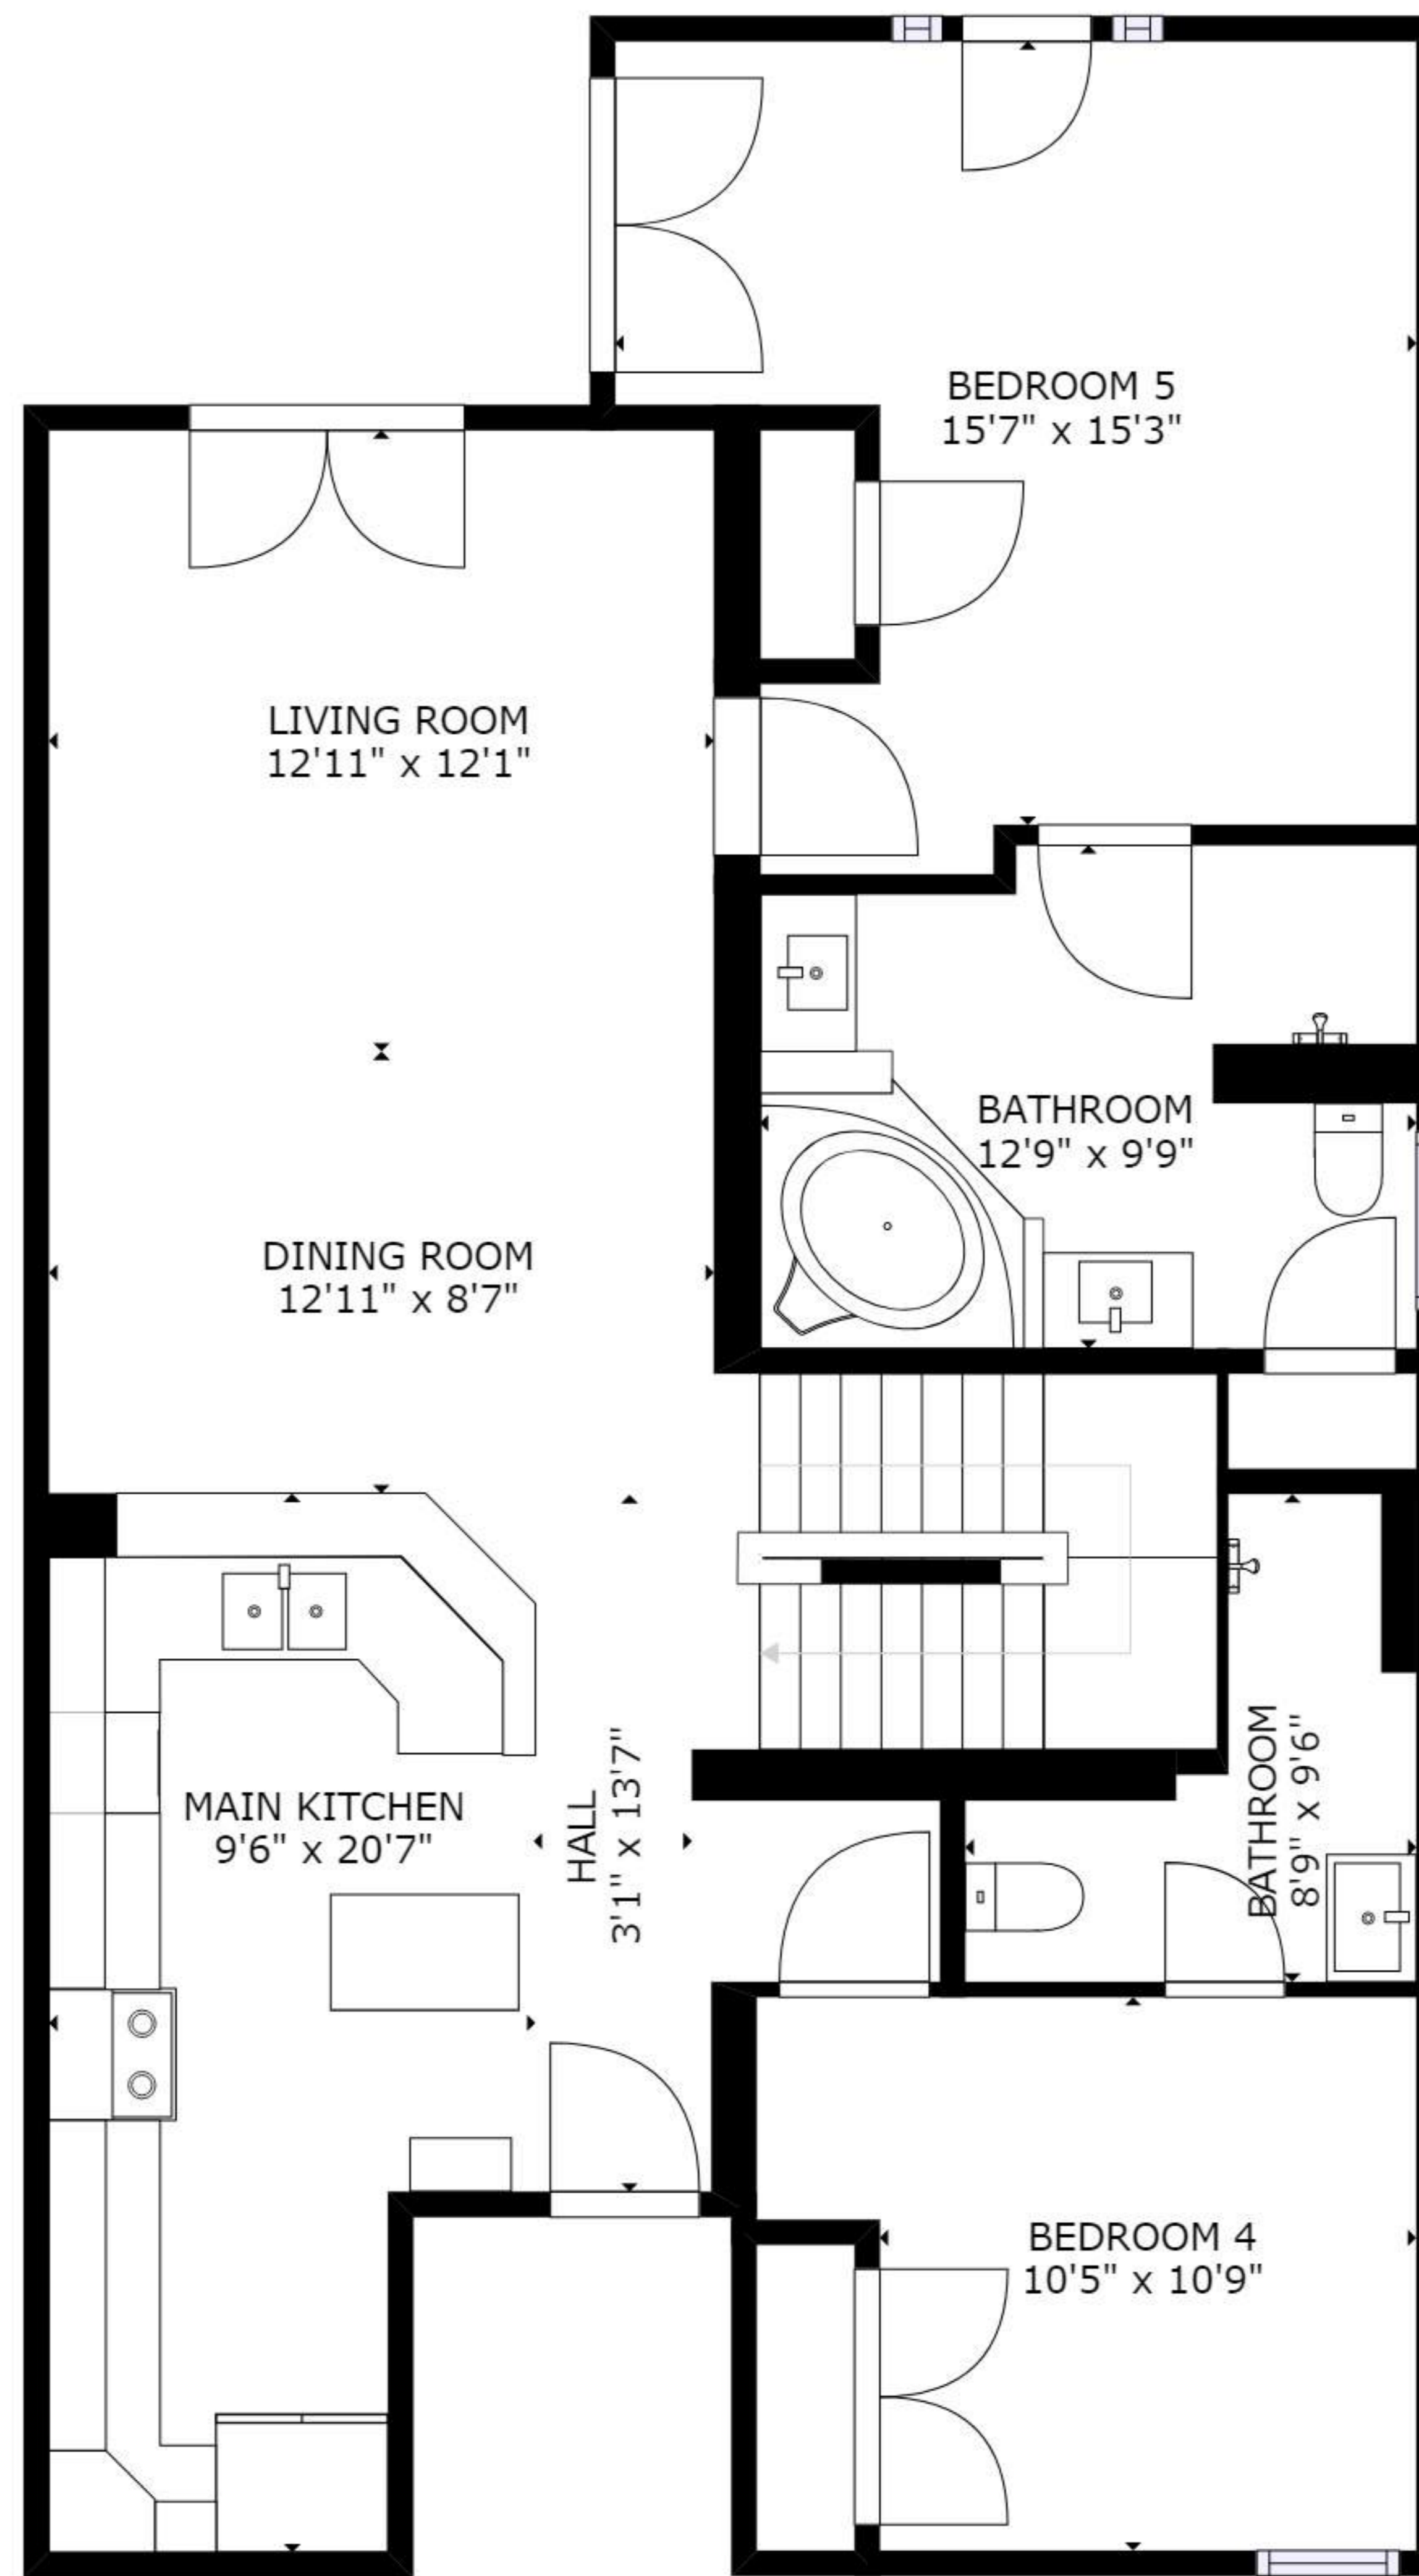 BEDROOM 5
15'7" x 15'3"
LIVING ROOM
12'11" x 12'1"
BATHROOM
12'9" x 9'9"
DINING ROOM
12'11" x 8'7"
MAIN KITCHEN
9'6" x 20'7"
HALL
3'1" x 13'7"
BATHROOM
8'9" x 9'6"
BEDROOM 4
10'5" x 10'9"